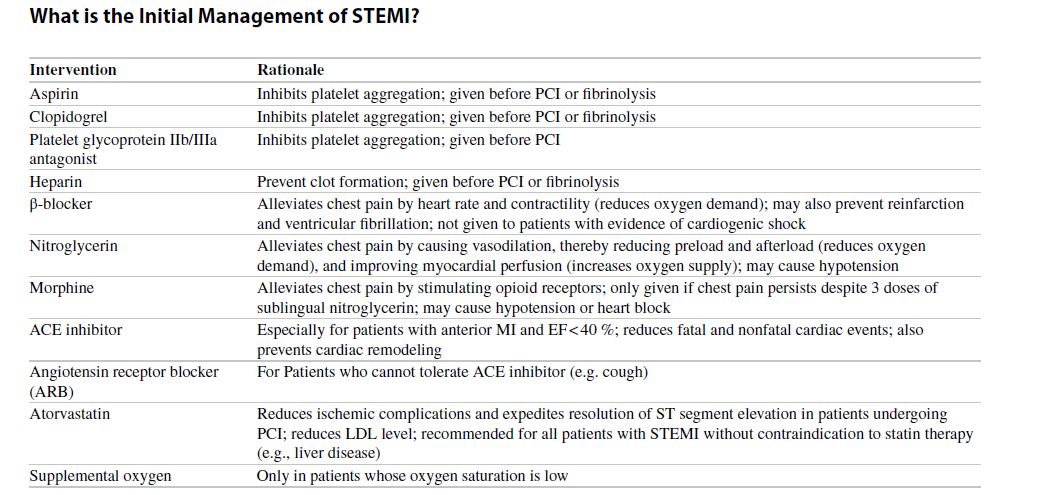 What is the Initial Management of STEMI?
Intervention Rationale
Aspirin Inhibits platelet aggregation; given before PCI or fibrinolysis
Clopidogrel Inhibits platelet aggregation; given before PCI or fibrinolysis
Platelet glycoprotein IIb/IIIa Inhibits platelet aggregation; given before PCI
antagonist
Heparin Prevent clot formation; given before PCI or fibrinolysis
β-blocker Alleviates chest pain by heart rate and contractility (reduces oxygen demand); may also prevent reinfarction
and ventricular fibrillation; not given to patients with evidence of cardiogenic shock
Nitroglycerin Alleviates chest pain by causing vasodilation, thereby reducing preload and afterload (reduces oxygen
demand), and improving myocardial perfusion (increases oxygen supply); may cause hypotension
Morphine Alleviates chest pain by stimulating opioid receptors; only given if chest pain persists despite 3 doses of
sublingual nitroglycerin; may cause hypotension or heart block
ACE inhibitor Especially for patients with anterior MI and EF<40 %; reduces fatal and nonfatal cardiac events; also
prevents cardiac remodeling
Angiotensin receptor blocker For Patients who cannot tolerate ACE inhibitor (e.g. cough)
(ARB)
Atorvastatin Reduces ischemic complications and expedites resolution of ST segment elevation in patients undergoing
PCI; reduces LDL level; recommended for all patients with STEMI without contraindication to statin therapy
(e.g., liver disease)
Supplemental oxygen Only in patients whose oxygen saturation is low